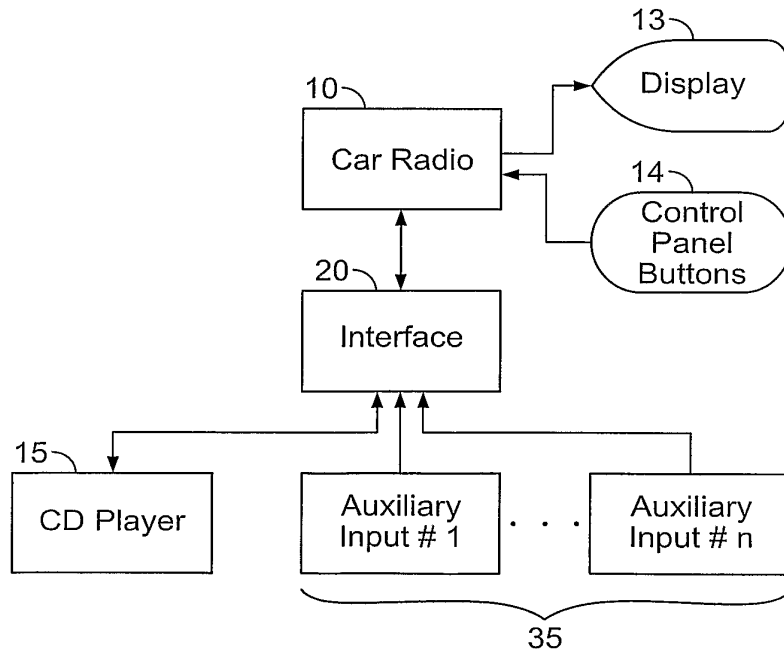 13
Display
10
Car Radio
14
Control
Panel
Buttons
20
Interface
15
CD Player
Auxiliary
Input # 1
. . .
Auxiliary
Input # n
35